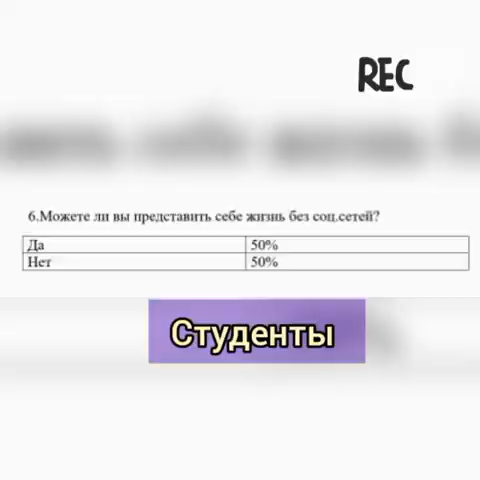 REC
6.Можете ли вы представить себе жизнь без соц.сетей?
Да 50%
Нет 50%
Студенты